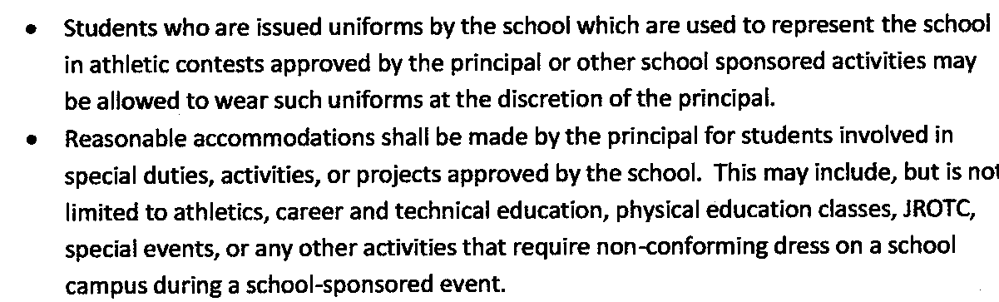 • Students who are issued uniforms by the school which are used to represent the school
in athletic contests approved by the principal or other school sponsored activities may
be allowed to wear such uniforms at the discretion of the principal.
• Reasonable accommodations shall be made by the principal for students involved in
special duties, activities, or projects approved by the school.  This may include, but is not
limited to athletics, career and technical education, physical education classes, JROTC,
special events, or any other activities that require non-conforming dress on a school
campus during a school-sponsored event.